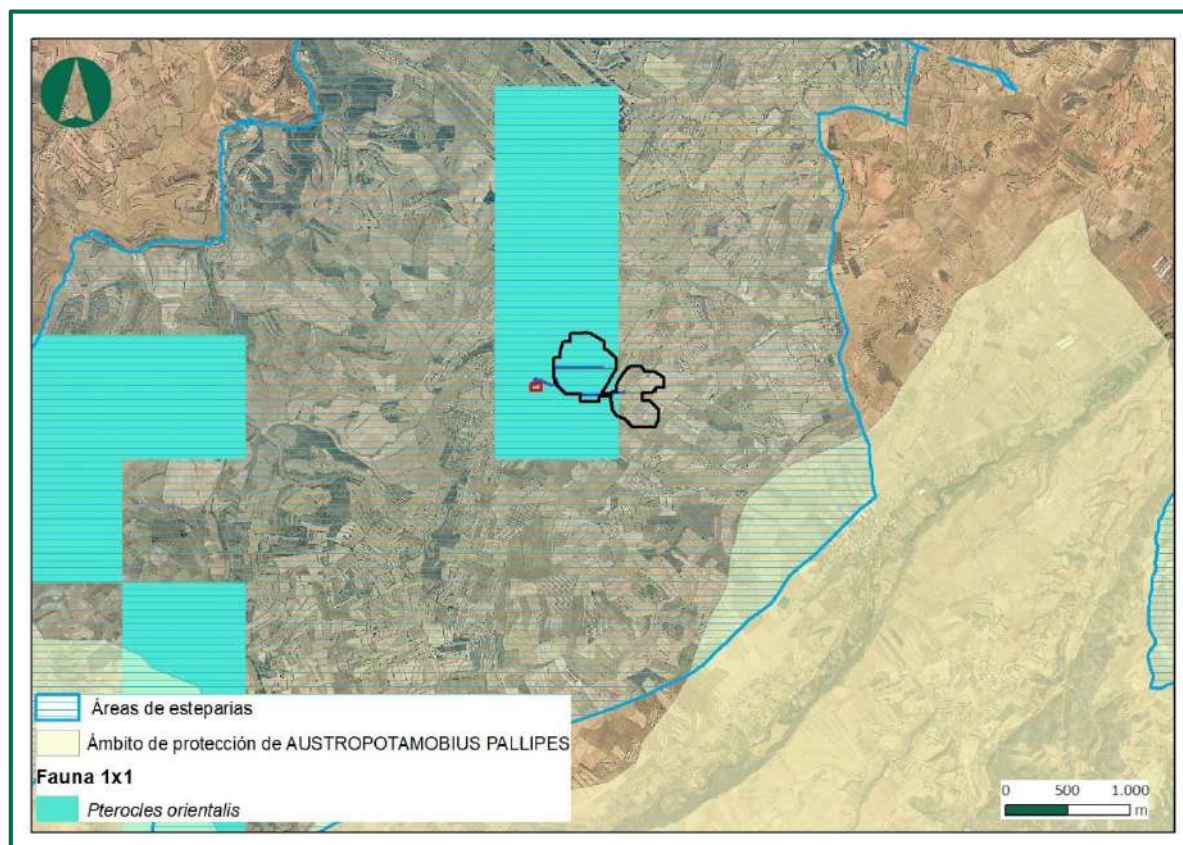 Áreas de esteparias
Ámbito de protección de AUSTROPOTAMOBIUS PALLIPES
Fauna 1x1
Pterocles orientalis
0 500 1.000
m